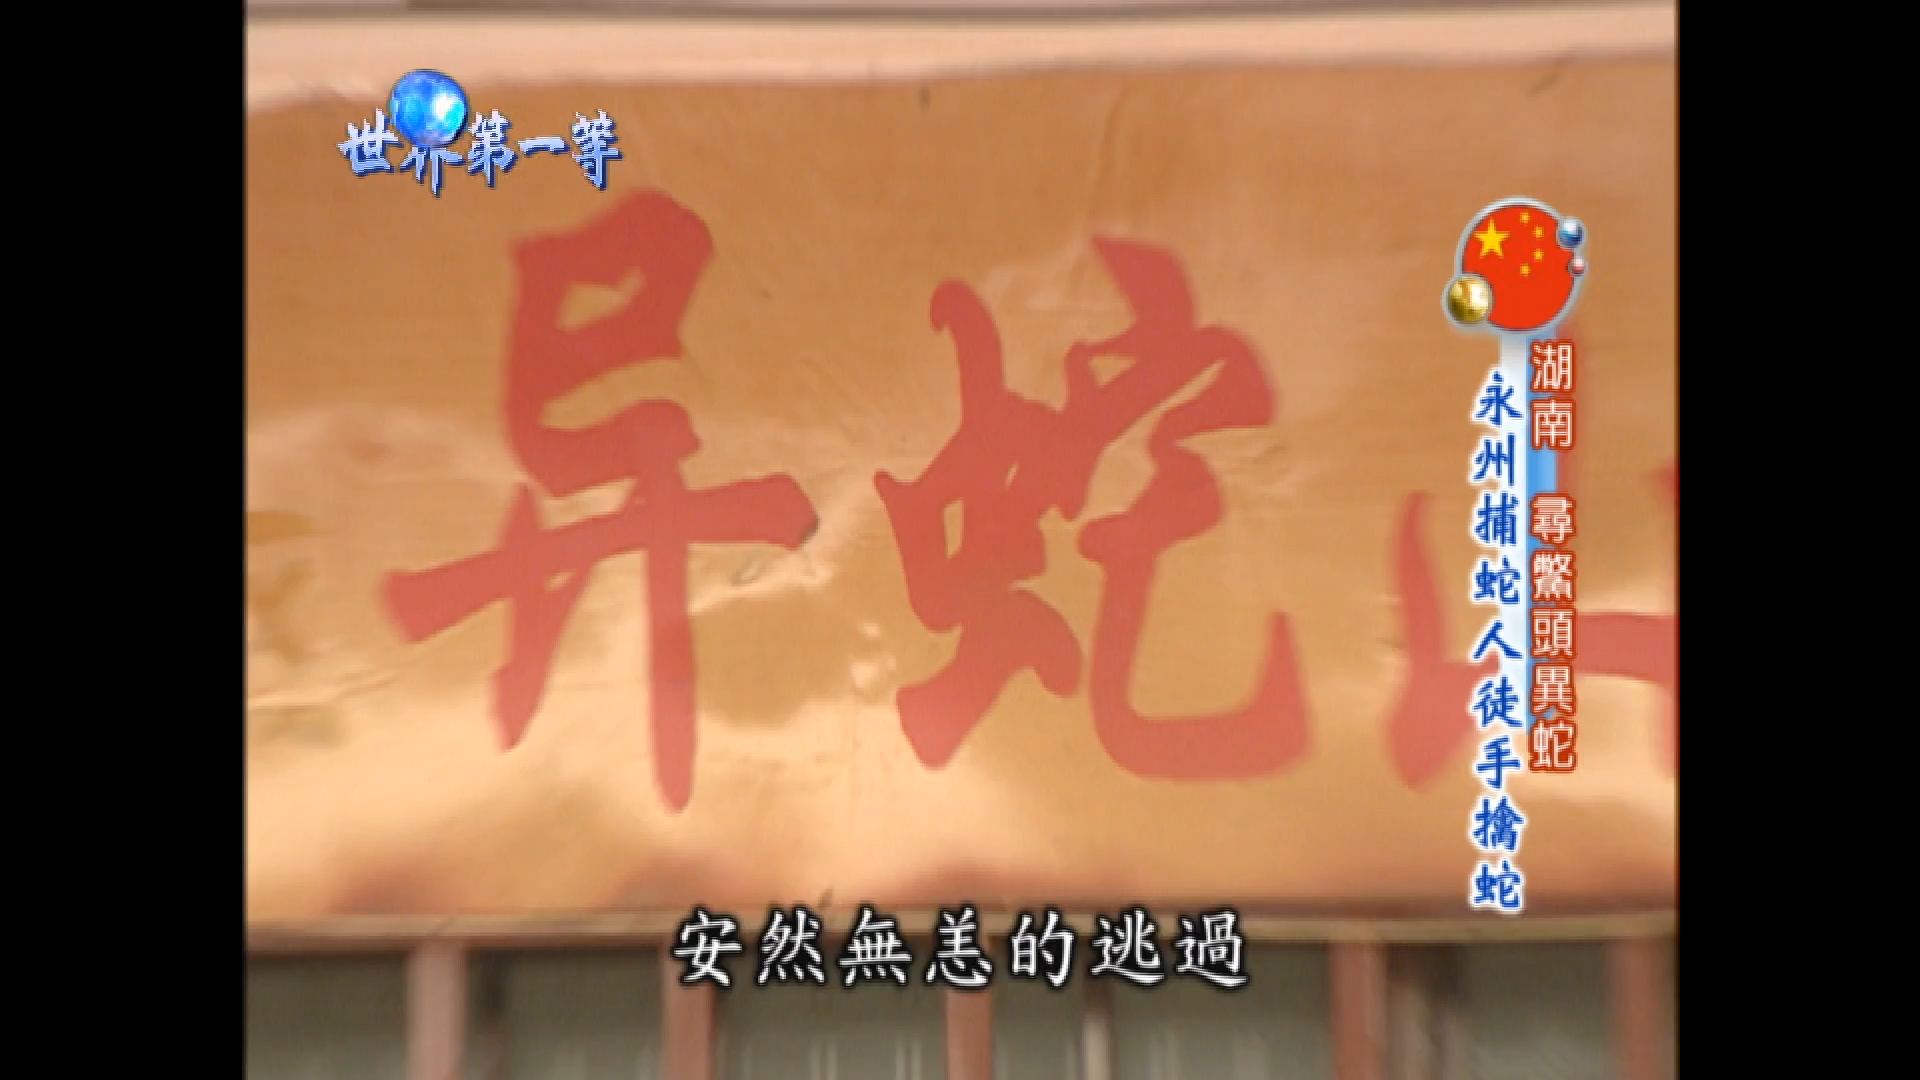 世界第一等
异蛇山
湖南 尋鱉頭異蛇
永州捕蛇人徒手擒蛇
安然無恙的逃過